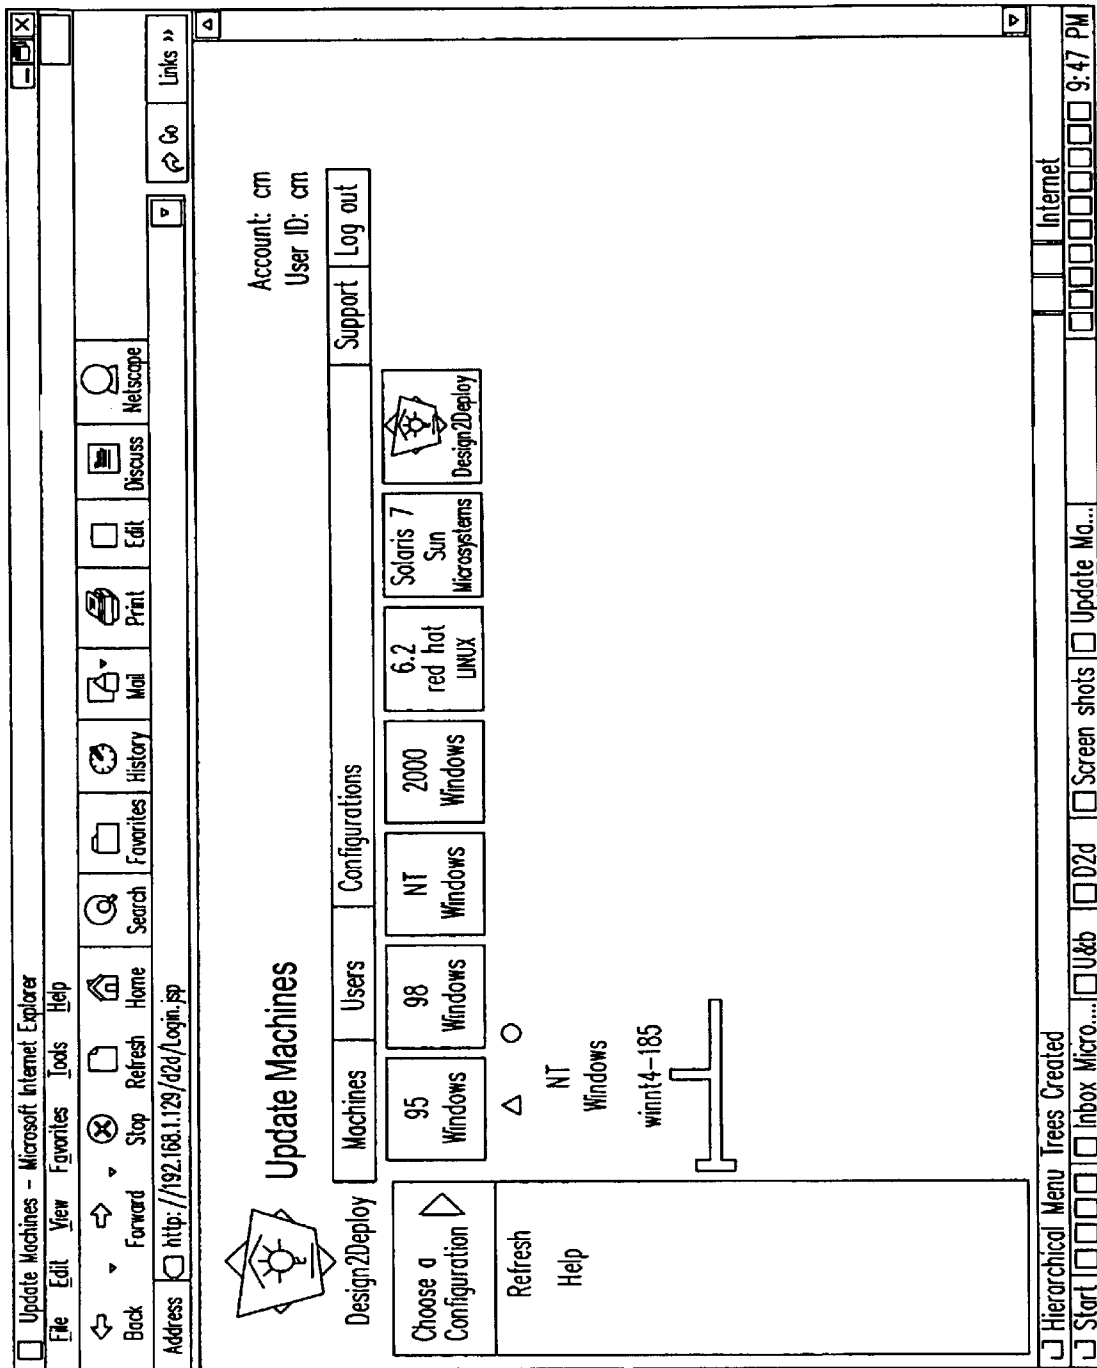 Update Machines - Microsoft Internet Explorer
File Edit View Favorites Tools Help
Back Forward Stop Refresh Home Search Favorites History Mail Print Edit Discuss Netscape
Address http://192.168.1.129/d2d/Login.jsp Go Links »
Design2Deploy
Update Machines
Account: cm
User ID: cm
Machines Users Configurations Support Log out
95 Windows
98 Windows
NT Windows
2000 Windows
6.2 red hat LINUX
Solaris 7 Sun Microsystems
Design2Deploy
Choose a Configuration
Refresh
Help
NT
Windows
winnt4-185
Hierarchical Menu Trees Created Internet
Start Inbox Micro.... U&b D2d Screen shots Update Ma... 9:47 PM